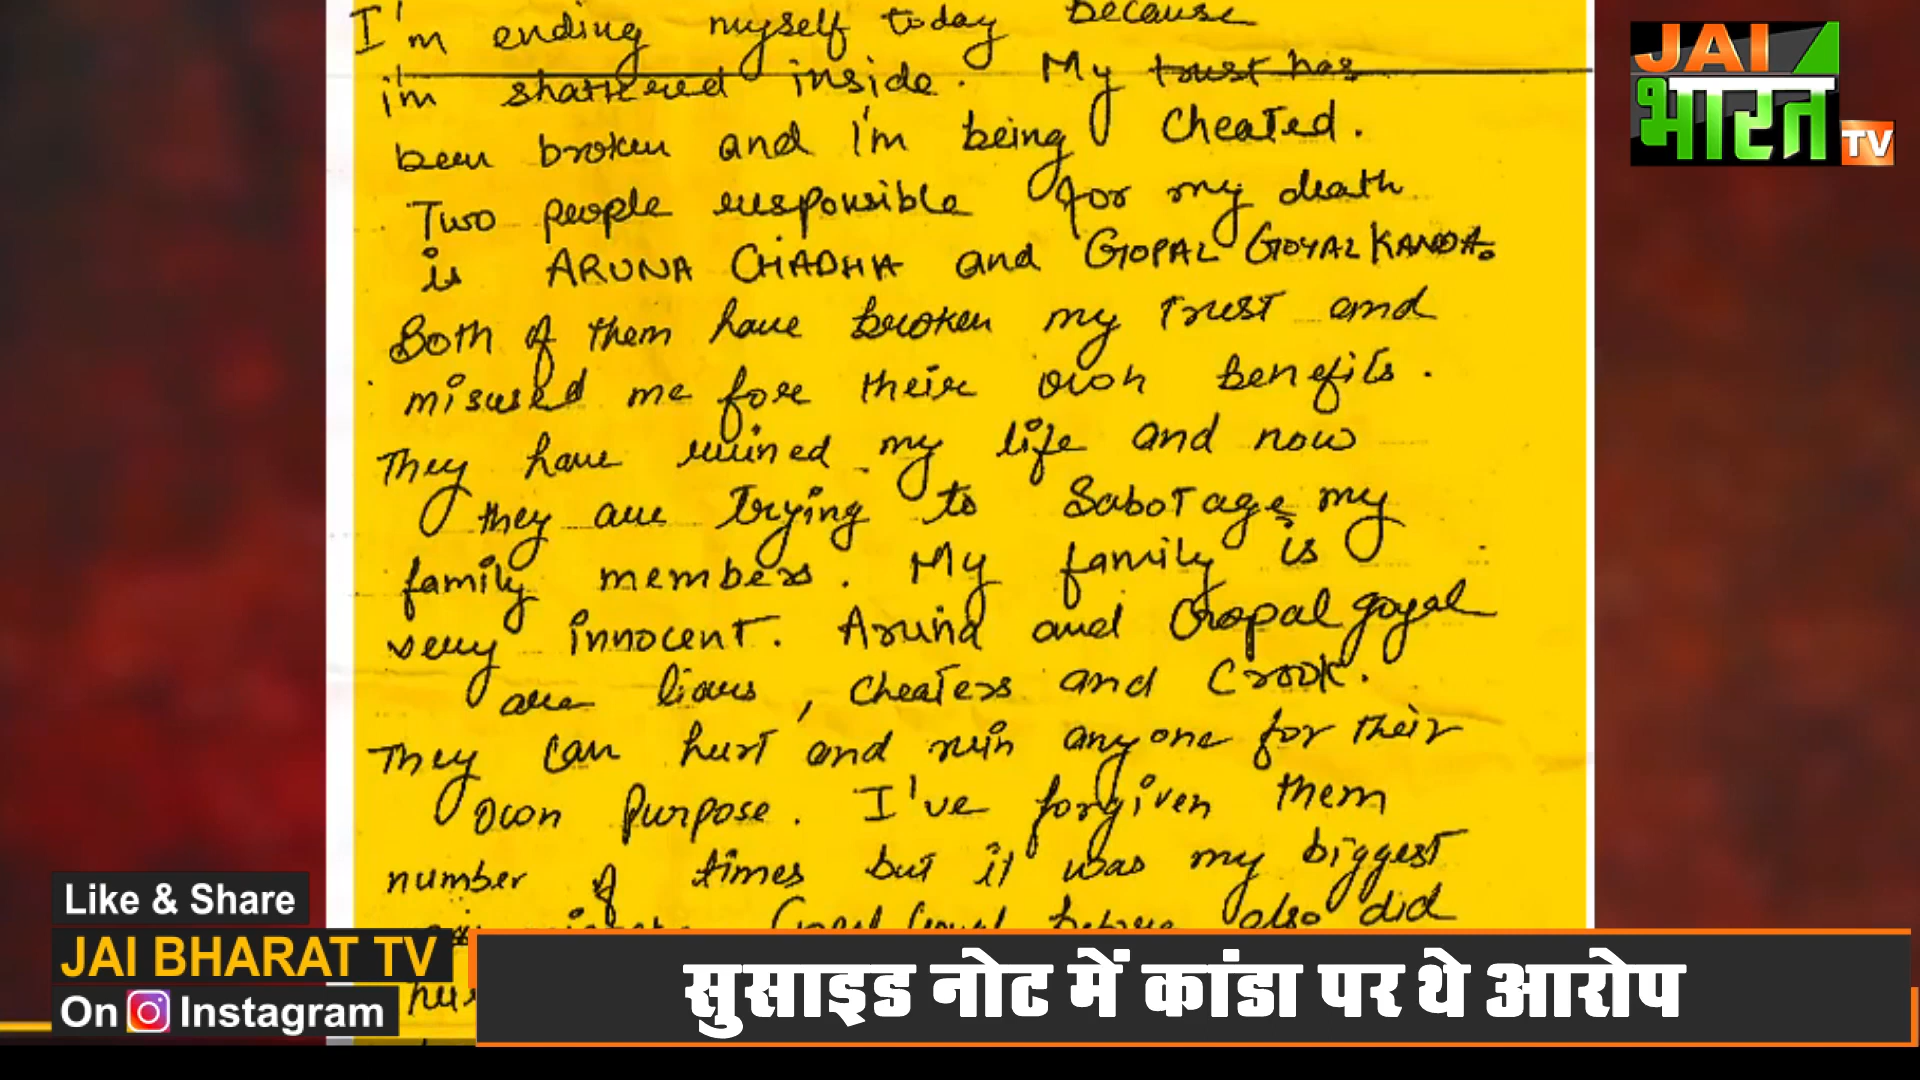 I'm ending myself today because
i'm shattered inside. My trust has
been broken and I'm being cheated.
Two people responsible for my death
is ARUNA CHADHA and GOPAL GOYAL KANDA.
Both of them have broken my trust and
misused me fore their own benefits.
They have ruined my life and now
they are trying to sabotage my
family members. My family is
very innocent. Aruna and Gopal goyal
are liars, cheaters and crook.
They can hurt and ruin anyone for their
own purpose. I've forgiven them
number of times but it was my biggest
also did
JAI
भारत TV
Like & Share
JAI BHARAT TV
On Instagram
सुसाइड नोट में कांडा पर थे आरोप